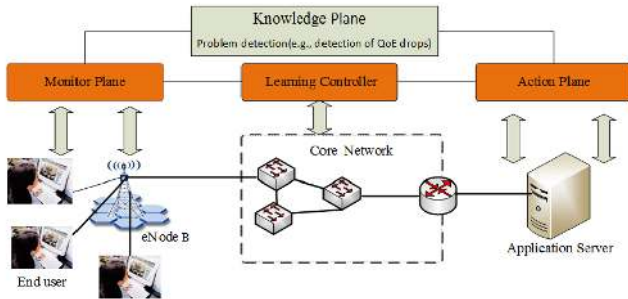 Knowledge Plane
Problem detection(e.g., detection of QoE drops)
Monitor Plane
Learning Controller
Action Plane
Core Network
eNode B
End user
Application Server